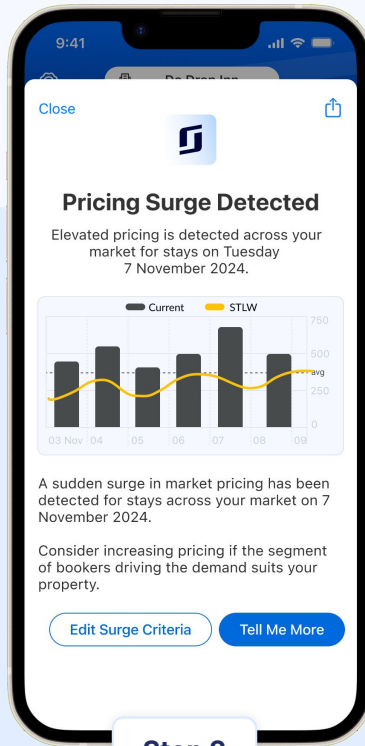 9:41
De Drop Inn
Close
Pricing Surge Detected
Elevated pricing is detected across your
market for stays on Tuesday
7 November 2024.
Current STLW
750
500
avg
250
0
03 Nov 04 05 06 07 08 09
A sudden surge in market pricing has been
detected for stays across your market on 7
November 2024.
Consider increasing pricing if the segment
of bookers driving the demand suits your
property.
Edit Surge Criteria Tell Me More